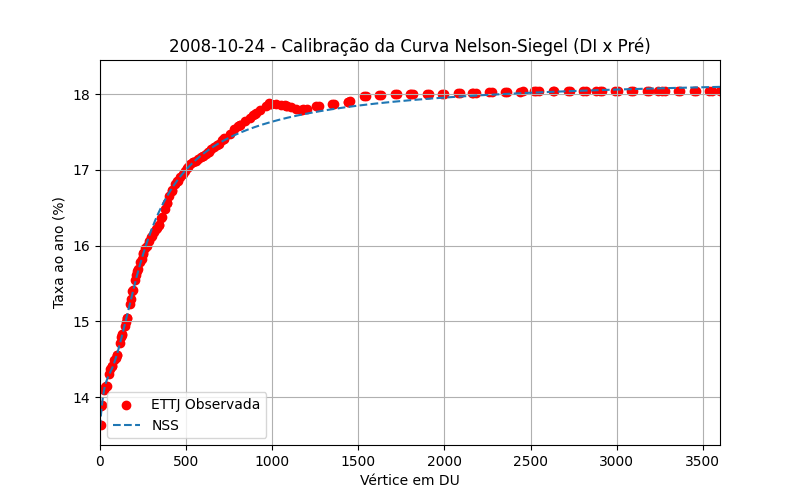 2008-10-24 - Calibração da Curva Nelson-Siegel (DI x Pré)
Taxa ao ano (%)
18
17
16
15
14
ETTJ Observada
NSS
0 500 1000 1500 2000 2500 3000 3500
Vértice em DU